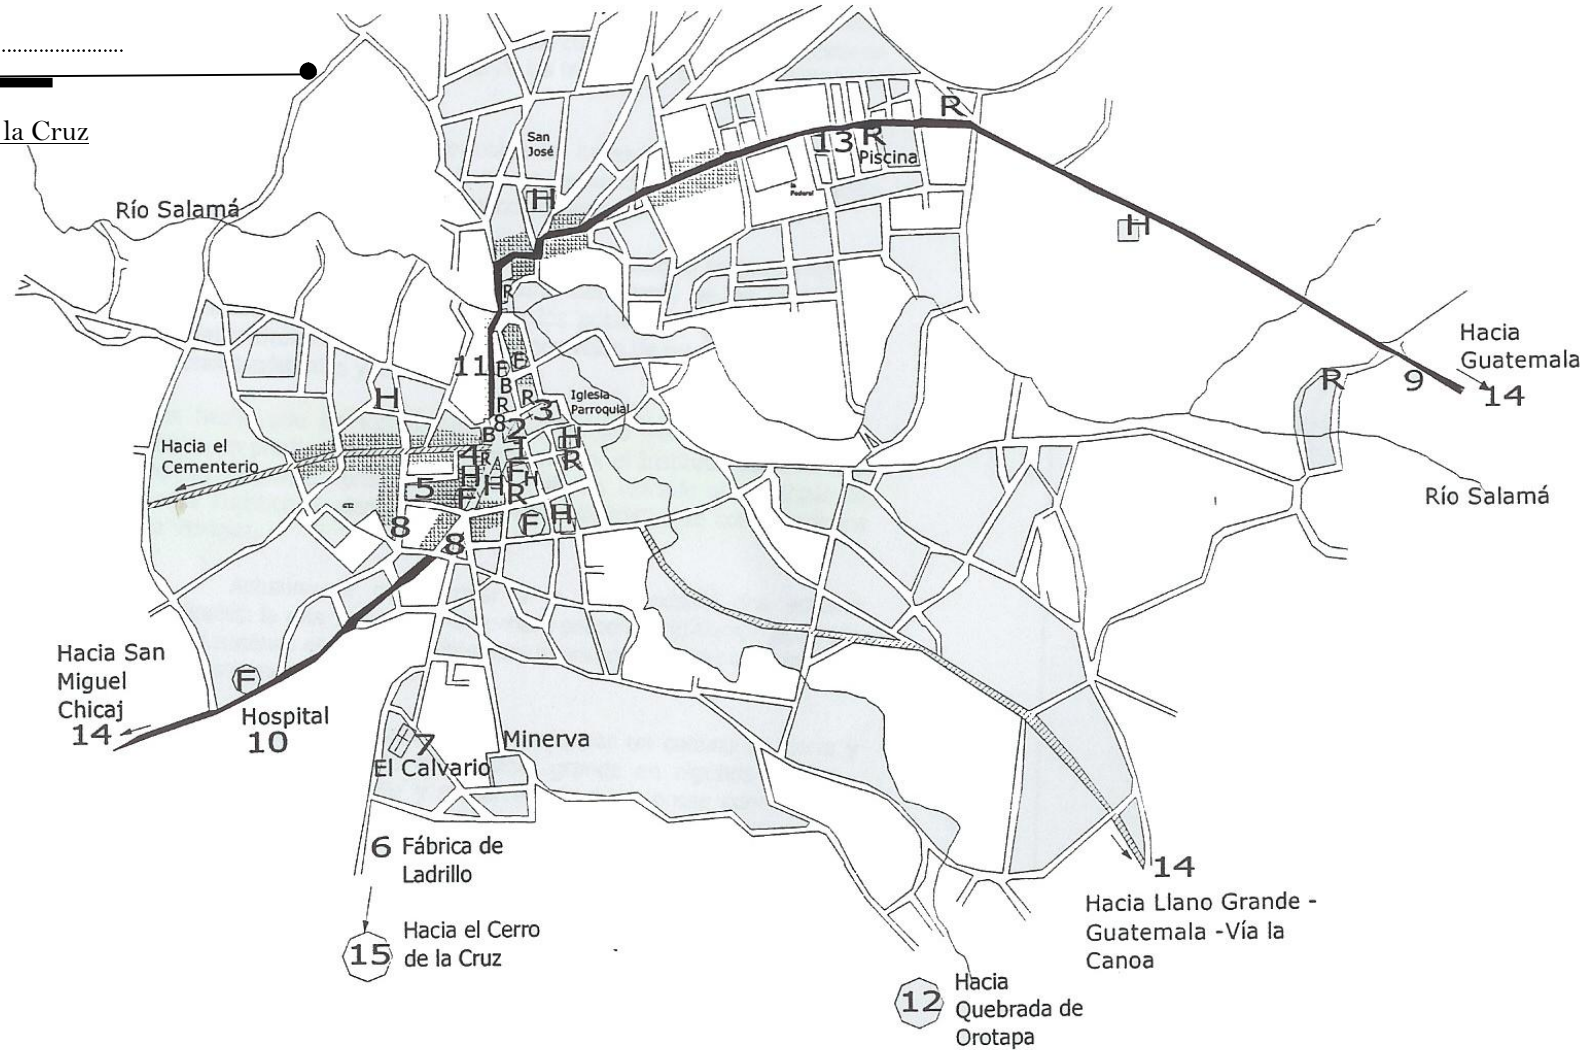 ........................
la Cruz
San
José
R
13
R
Piscina
H
Río Salamá
H
R
Hacia
Guatemala
9
14
R
11
F
F
B
R
R
H
Iglesia
Parroquial
3
8
2
B
1
H
Hacia el
Cementerio
4
R
R
H
F
H
5
F
H
R
Río Salamá
8
F
H
8
Hacia San
Miguel
Chicaj
14
F
Hospital
10
7
Minerva
El Calvario
6
Fábrica de
Ladrillo
14
Hacia Llano Grande -
Guatemala -Vía la
Canoa
15
Hacia el Cerro
de la Cruz
12
Hacia
Quebrada de
Orotapa